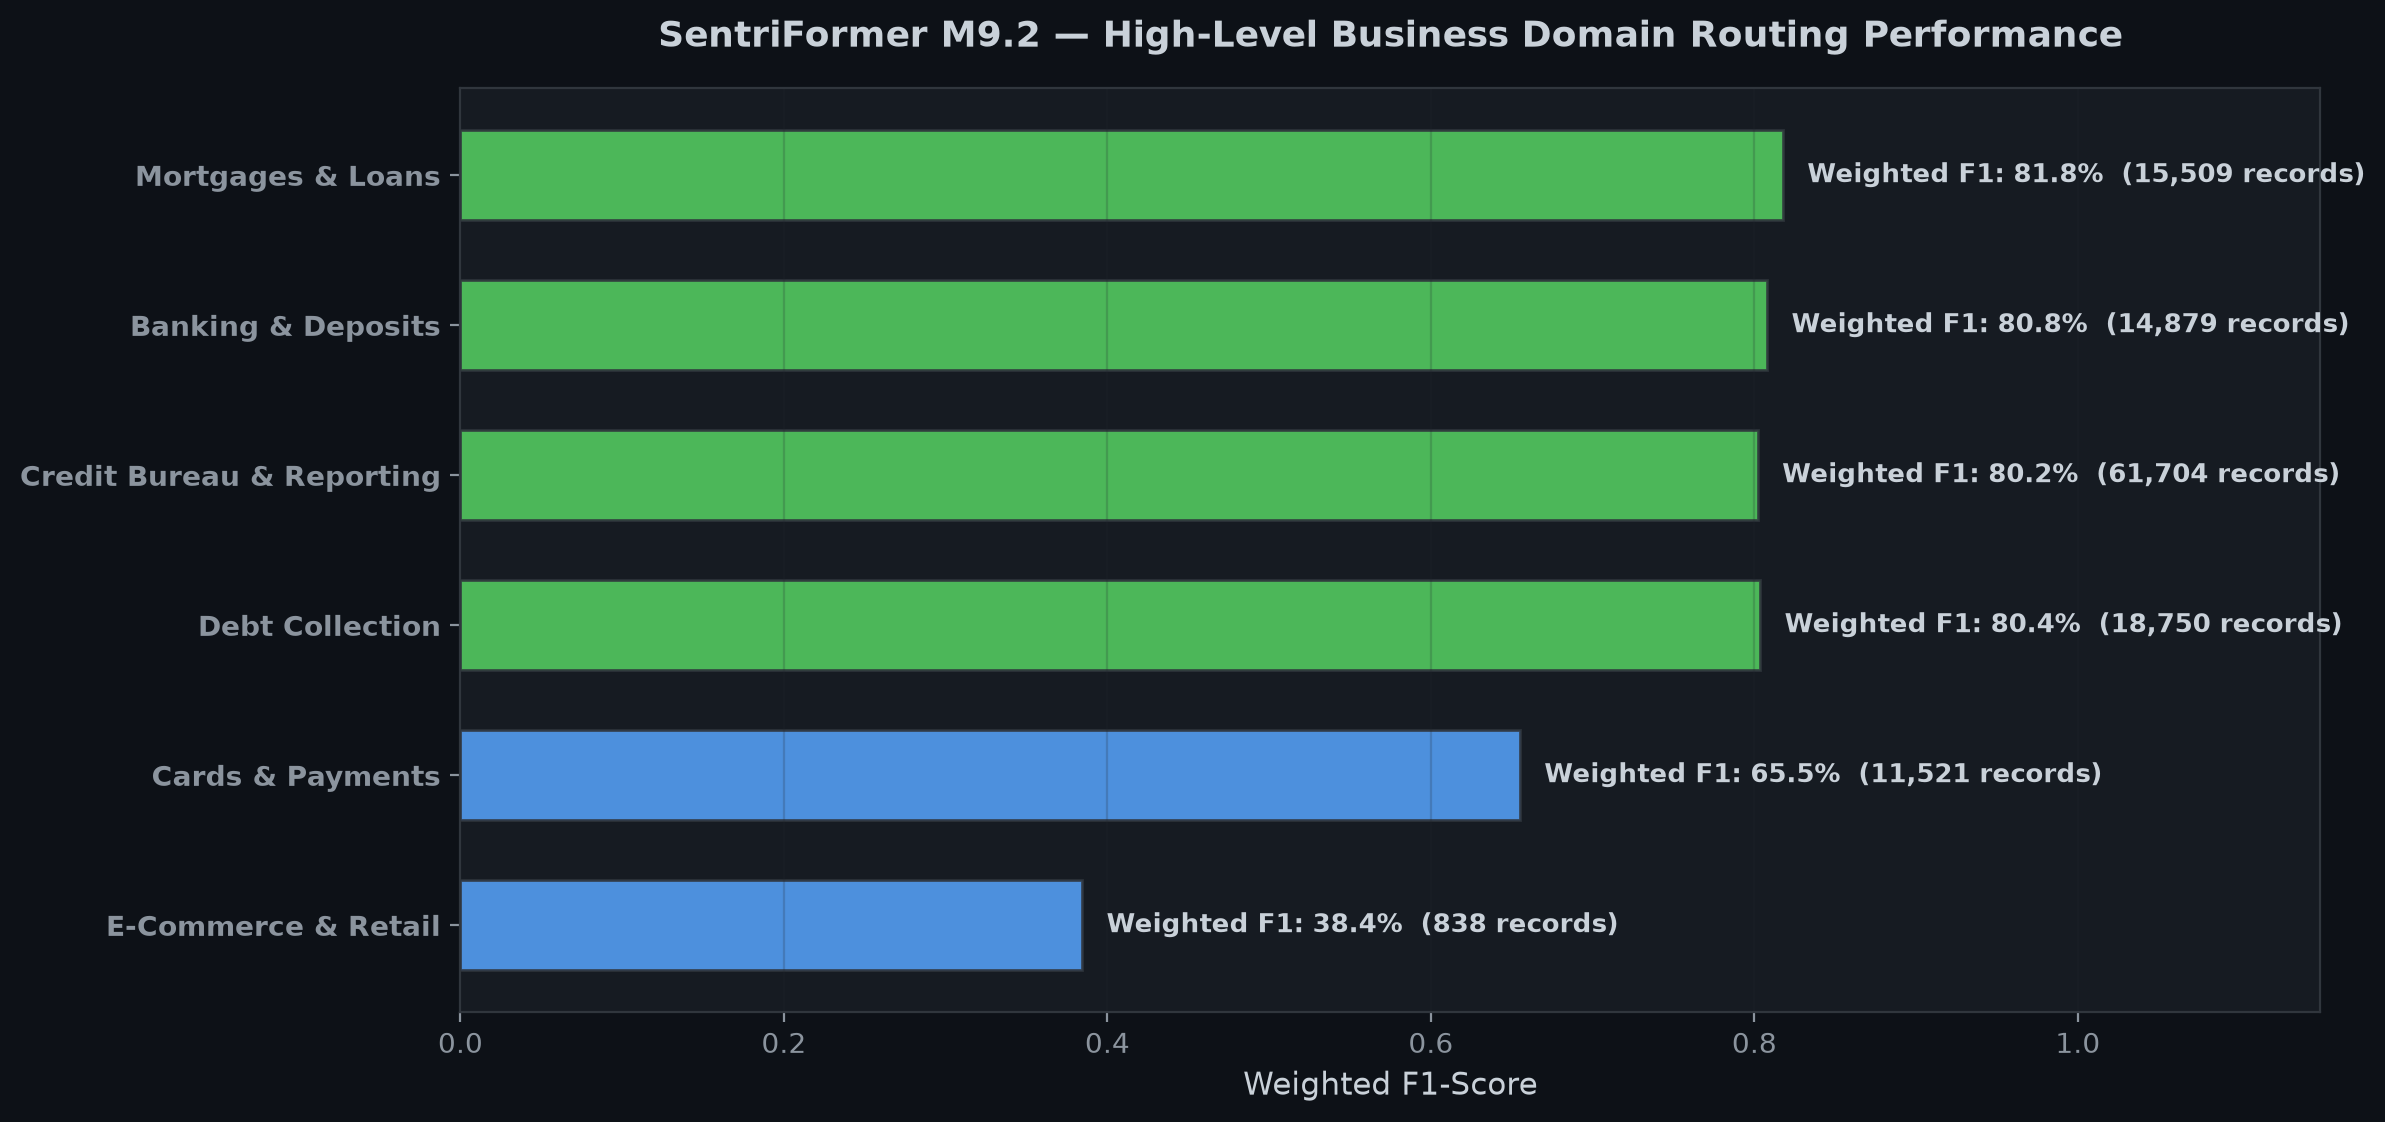 SentriFormer M9.2 — High-Level Business Domain Routing Performance
Mortgages & Loans
Weighted F1: 81.8%  (15,509 records)
Banking & Deposits
Weighted F1: 80.8%  (14,879 records)
Credit Bureau & Reporting
Weighted F1: 80.2%  (61,704 records)
Debt Collection
Weighted F1: 80.4%  (18,750 records)
Cards & Payments
Weighted F1: 65.5%  (11,521 records)
E-Commerce & Retail
Weighted F1: 38.4%  (838 records)
0.0 0.2 0.4 0.6 0.8 1.0
Weighted F1-Score